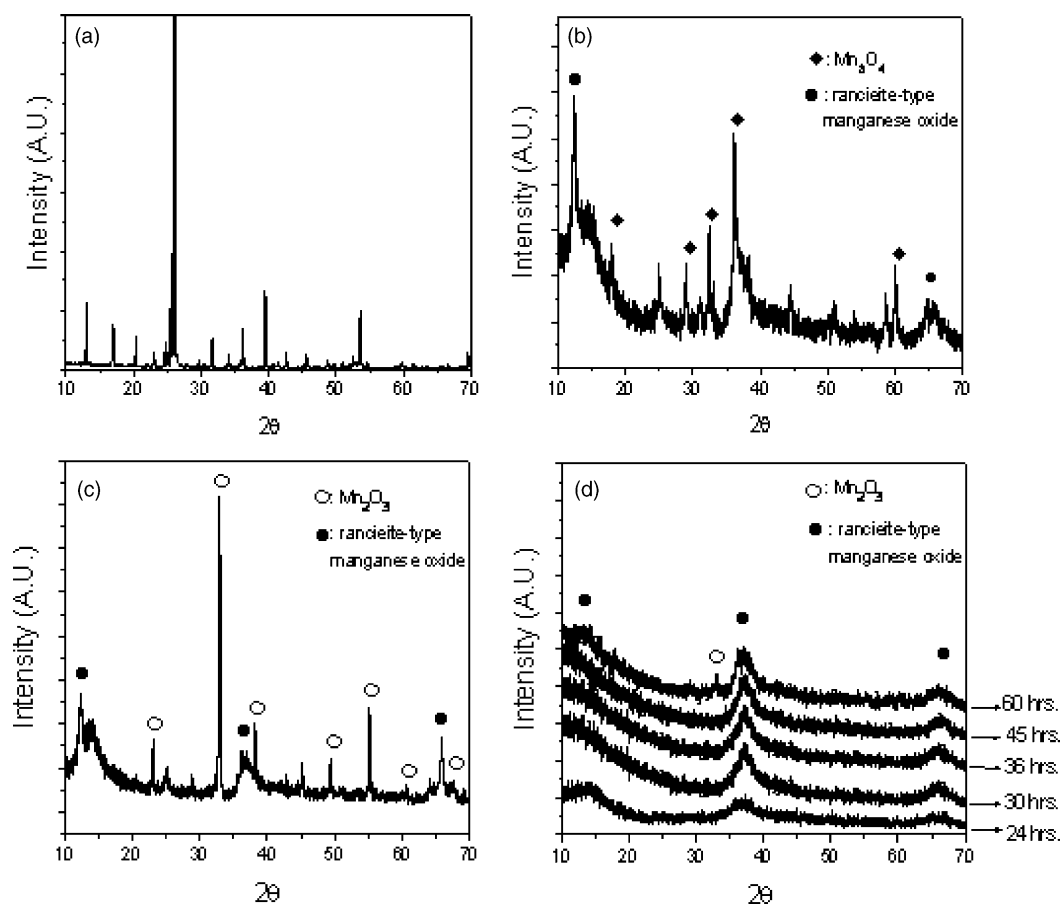 (a)
Intensity (A.U.)
10 20 30 40 50 60 70
2θ
(b)
◆: Mn₃O₄
●: rancieite-type
manganese oxide
Intensity (A.U.)
10 20 30 40 50 60 70
2θ
(c)
○: Mn₂O₃
●: rancieite-type
manganese oxide
Intensity (A.U.)
10 20 30 40 50 60 70
2θ
(d)
○: Mn₂O₃
●: rancieite-type
manganese oxide
Intensity (A.U.)
60 hrs.
45 hrs.
36 hrs.
30 hrs.
24 hrs.
10 20 30 40 50 60 70
2θ